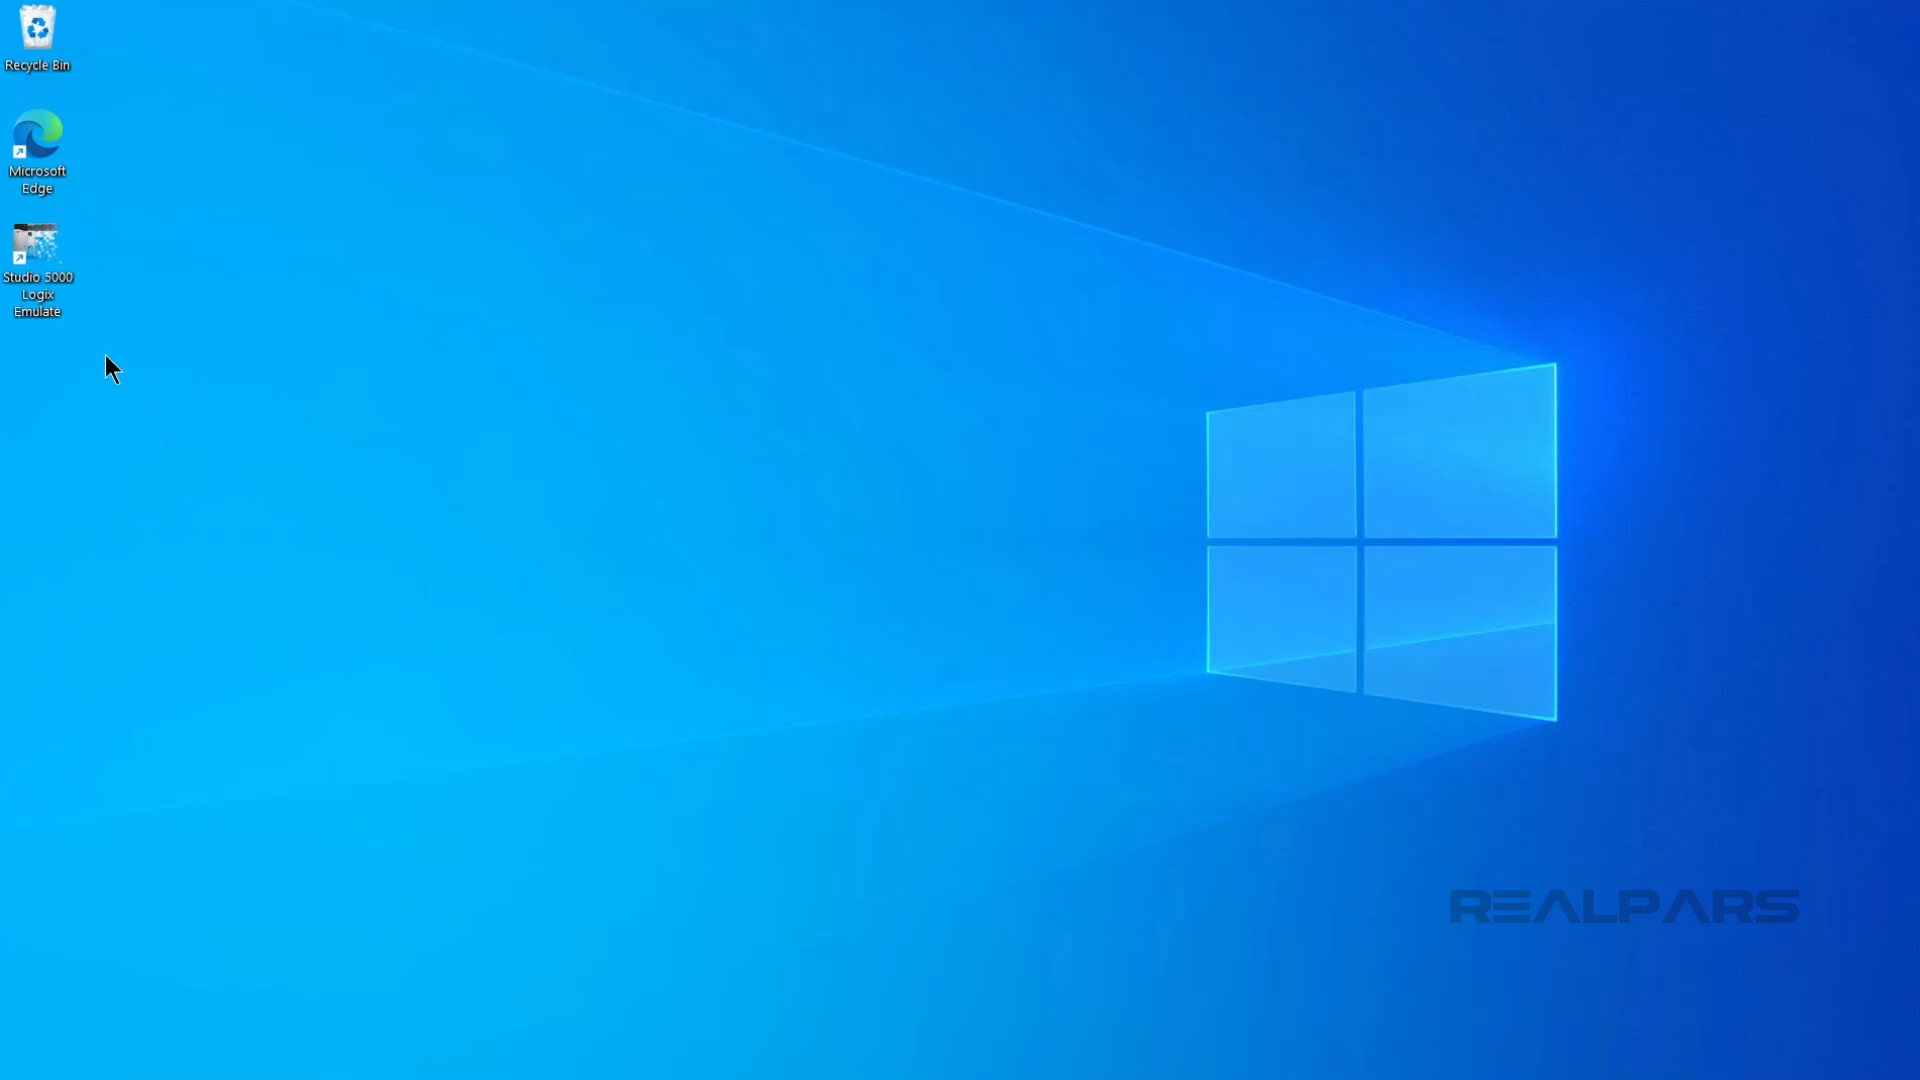 Recycle Bin
Microsoft
Edge
Studio 5000
Logix
Emulate
REALPARS